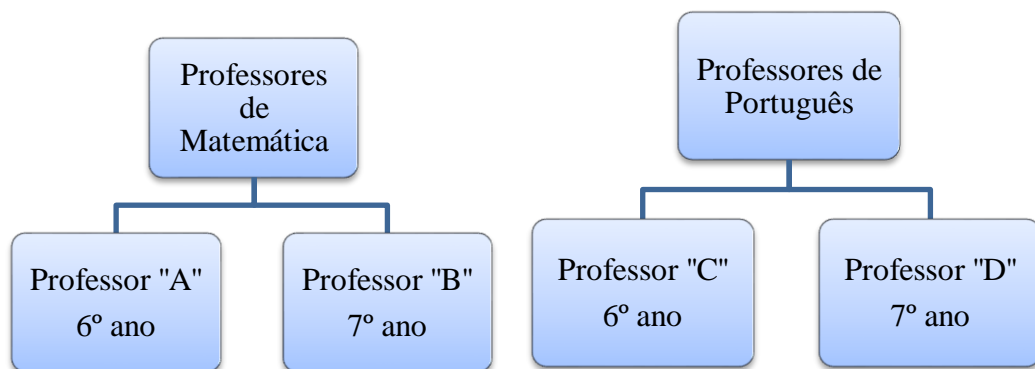 Professores
de
Matemática
Professor "A"
6º ano
Professor "B"
7º ano
Professores de
Português
Professor "C"
6º ano
Professor "D"
7º ano